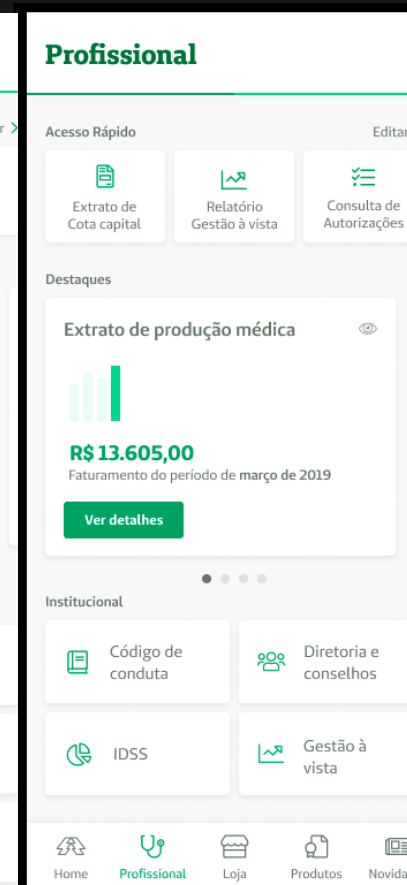 Profissional
Acesso Rápido
Editar
Extrato de
Cota capital
Relatório
Gestão à vista
Consulta de
Autorizações
Destaques
Extrato de produção médica
R$ 13.605,00
Faturamento do período de março de 2019
Ver detalhes
Institucional
Código de
conduta
Diretoria e
conselhos
IDSS
Gestão à
vista
Home
Profissional
Loja
Produtos
Novida